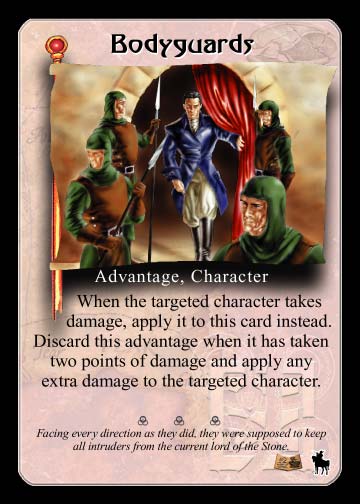 Bodyguards
Advantage, Character
When the targeted character takes
damage, apply it to this card instead.
Discard this advantage when it has taken
two points of damage and apply any
extra damage to the targeted character.
Facing every direction as they did, they were supposed to keep
all intruders from the current lord of the Stone.